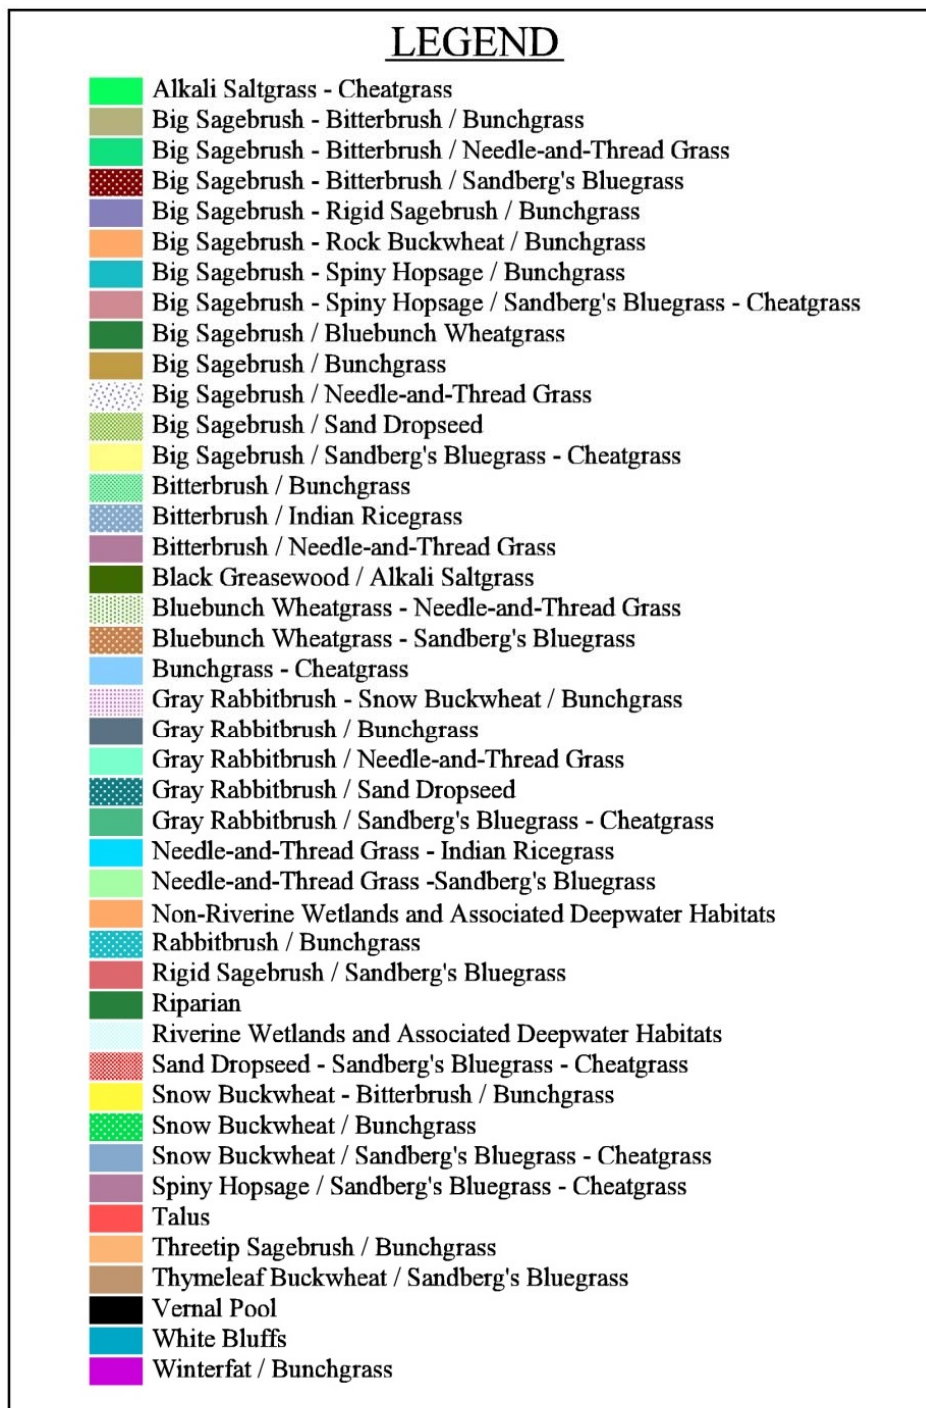 LEGEND
Alkali Saltgrass - Cheatgrass
Big Sagebrush - Bitterbrush / Bunchgrass
Big Sagebrush - Bitterbrush / Needle-and-Thread Grass
Big Sagebrush - Bitterbrush / Sandberg's Bluegrass
Big Sagebrush - Rigid Sagebrush / Bunchgrass
Big Sagebrush - Rock Buckwheat / Bunchgrass
Big Sagebrush - Spiny Hopsage / Bunchgrass
Big Sagebrush - Spiny Hopsage / Sandberg's Bluegrass - Cheatgrass
Big Sagebrush / Bluebunch Wheatgrass
Big Sagebrush / Bunchgrass
Big Sagebrush / Needle-and-Thread Grass
Big Sagebrush / Sand Dropseed
Big Sagebrush / Sandberg's Bluegrass - Cheatgrass
Bitterbrush / Bunchgrass
Bitterbrush / Indian Ricegrass
Bitterbrush / Needle-and-Thread Grass
Black Greasewood / Alkali Saltgrass
Bluebunch Wheatgrass - Needle-and-Thread Grass
Bluebunch Wheatgrass - Sandberg's Bluegrass
Bunchgrass - Cheatgrass
Gray Rabbitbrush - Snow Buckwheat / Bunchgrass
Gray Rabbitbrush / Bunchgrass
Gray Rabbitbrush / Needle-and-Thread Grass
Gray Rabbitbrush / Sand Dropseed
Gray Rabbitbrush / Sandberg's Bluegrass - Cheatgrass
Needle-and-Thread Grass - Indian Ricegrass
Needle-and-Thread Grass -Sandberg's Bluegrass
Non-Riverine Wetlands and Associated Deepwater Habitats
Rabbitbrush / Bunchgrass
Rigid Sagebrush / Sandberg's Bluegrass
Riparian
Riverine Wetlands and Associated Deepwater Habitats
Sand Dropseed - Sandberg's Bluegrass - Cheatgrass
Snow Buckwheat - Bitterbrush / Bunchgrass
Snow Buckwheat / Bunchgrass
Snow Buckwheat / Sandberg's Bluegrass - Cheatgrass
Spiny Hopsage / Sandberg's Bluegrass - Cheatgrass
Talus
Threetip Sagebrush / Bunchgrass
Thymeleaf Buckwheat / Sandberg's Bluegrass
Vernal Pool
White Bluffs
Winterfat / Bunchgrass